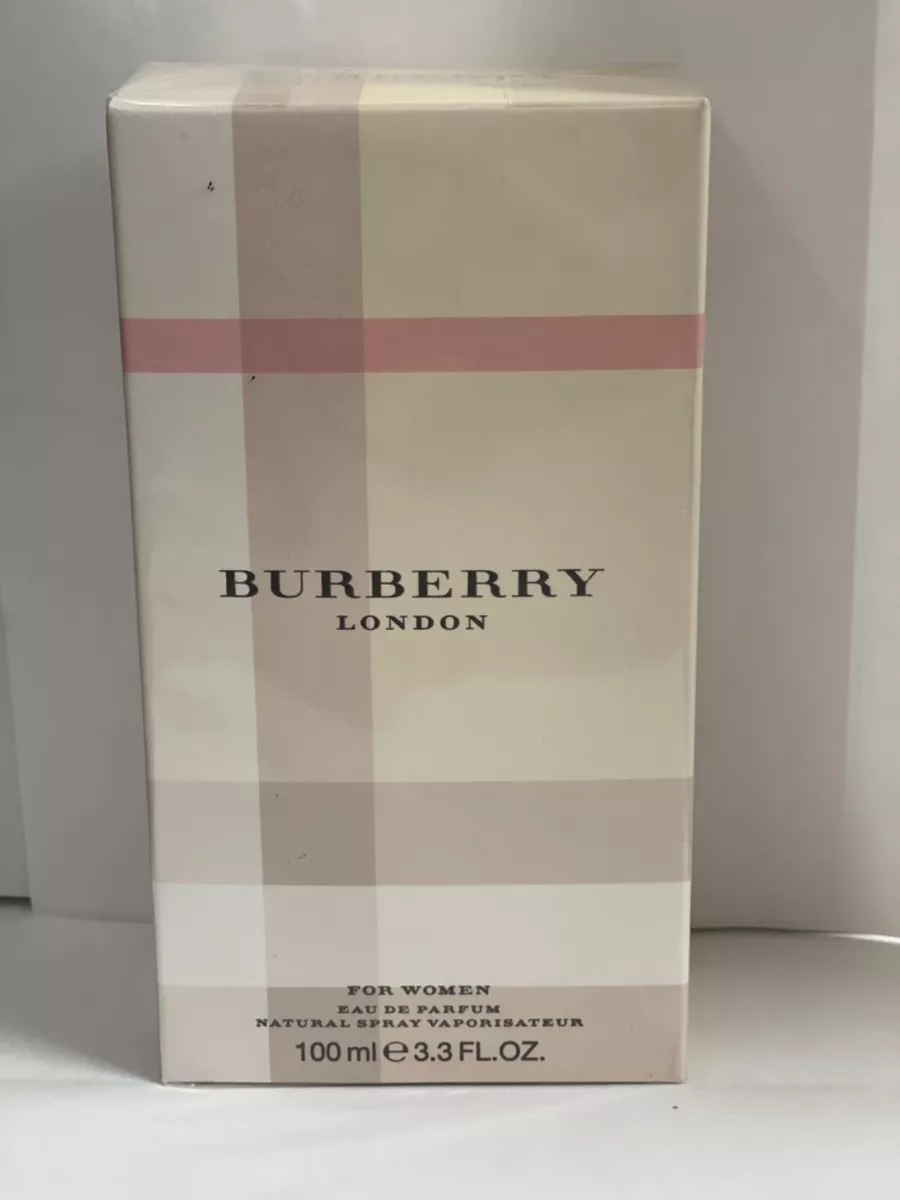 BURBERRY
LONDON
FOR WOMEN
EAU DE PARFUM
NATURAL SPRAY VAPORISATEUR
100 ml ℮ 3.3 FL.OZ.